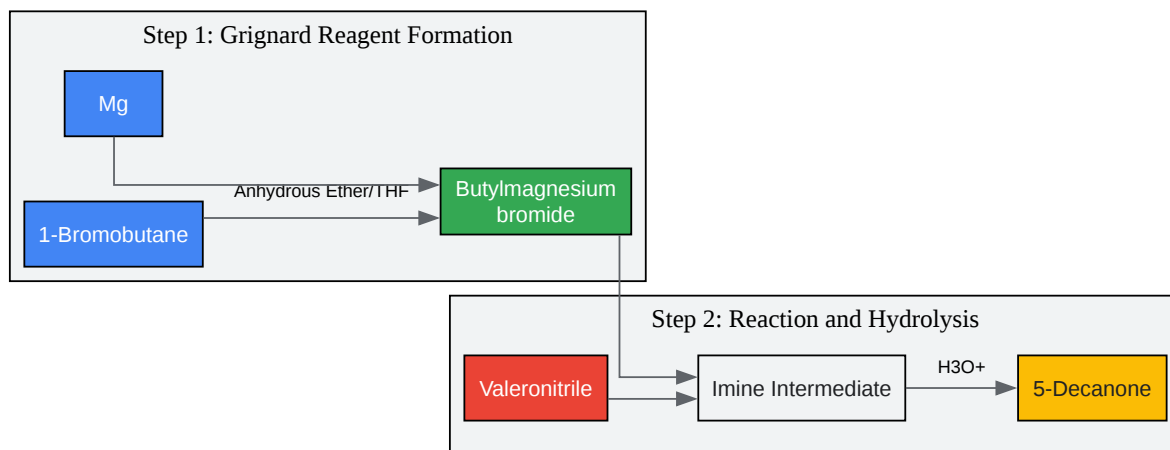 Step 1: Grignard Reagent Formation
Mg
Anhydrous Ether/THF
1-Bromobutane
Butylmagnesium
bromide
Step 2: Reaction and Hydrolysis
Valeronitrile
Imine Intermediate
H3O+
5-Decanone